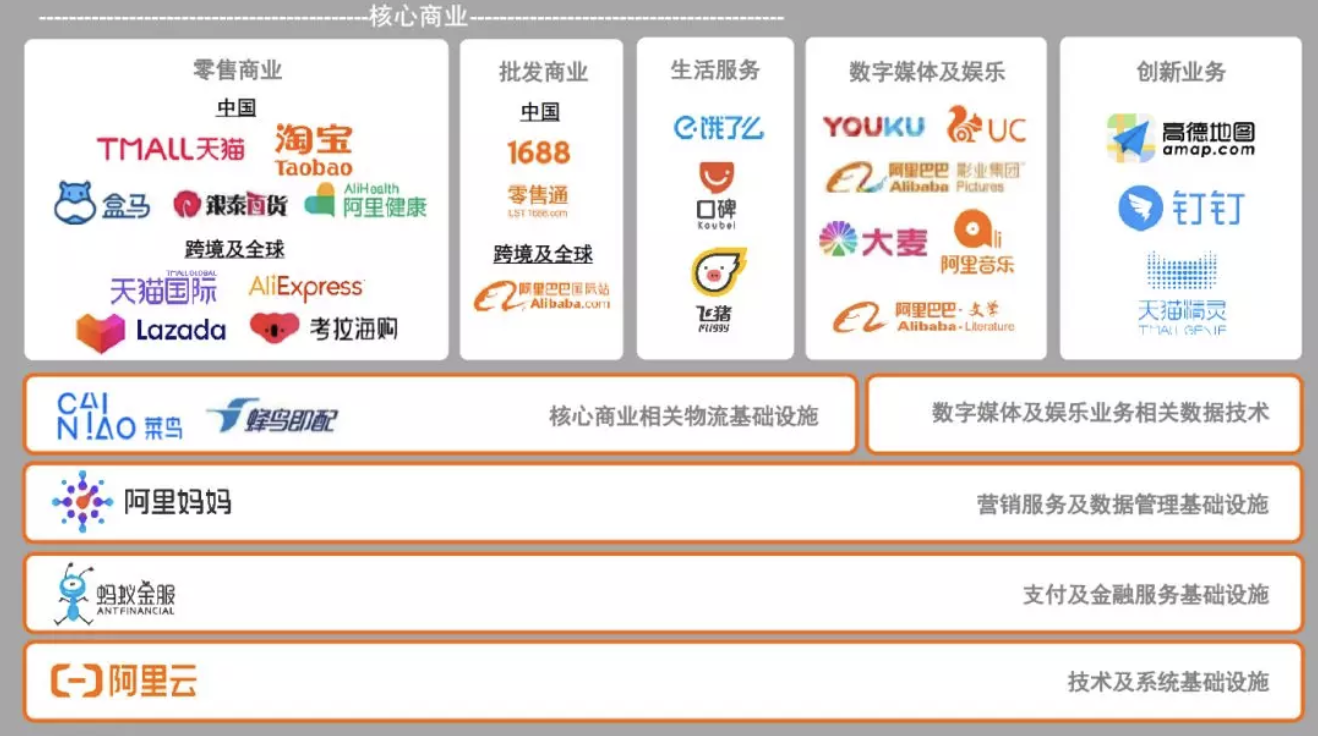 核心商业
零售商业
中国
TMALL天猫
淘宝
Taobao
盒马
银泰百货
AliHealth
阿里健康
跨境及全球
TMALL GLOBAL
天猫国际
AliExpress
Lazada
考拉海购
批发商业
中国
1688
零售通
LST.1688.com
跨境及全球
阿里巴巴国际站
Alibaba.com
生活服务
饿了么
口碑
Koubei
飞猪
Fliggy
数字媒体及娱乐
YOUKU
UC
阿里巴巴 影业集团
Alibaba Pictures
大麦
ali
阿里音乐
阿里巴巴·文学
Alibaba-Literature
创新业务
高德地图
amap.com
钉钉
天猫精灵
TMALL GENIE
CAI
NIAO 菜鸟
蜂鸟即配
核心商业相关物流基础设施
数字媒体及娱乐业务相关数据技术
阿里妈妈
营销服务及数据管理基础设施
蚂蚁金服
ANT FINANCIAL
支付及金融服务基础设施
阿里云
技术及系统基础设施